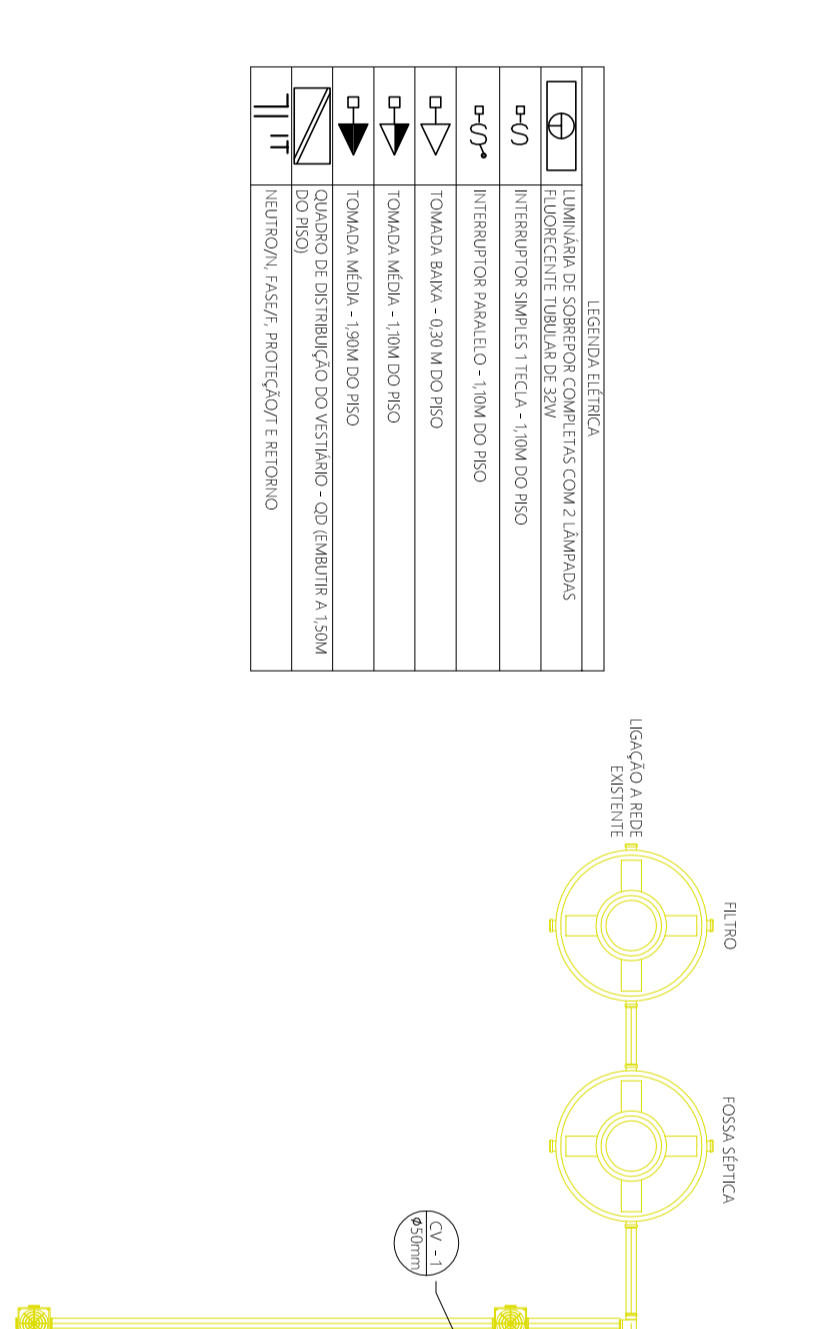 LEGENDA ELÉTRICA
LUMINÁRIA DE SOBREPOR COMPLETAS COM 2 LÂMPADAS
FLUORECENTE TUBULAR DE 32W
INTERRUPTOR SIMPLES 1 TECLA - 1,10M DO PISO
INTERRUPTOR PARALELO - 1,10M DO PISO
TOMADA BAIXA - 0,30 M DO PISO
TOMADA MÉDIA - 1,10M DO PISO
TOMADA MÉDIA - 1,90M DO PISO
QUADRO DE DISTRIBUIÇÃO DO VESTIÁRIO - QD (EMBUTIR A 1,50M
DO PISO)
NEUTRO/N, FASE/F, PROTEÇÃO/T E RETORNO
LIGAÇÃO A REDE
EXISTENTE
FILTRO
FOSSA SÉPTICA
CV - 1
ø50mm